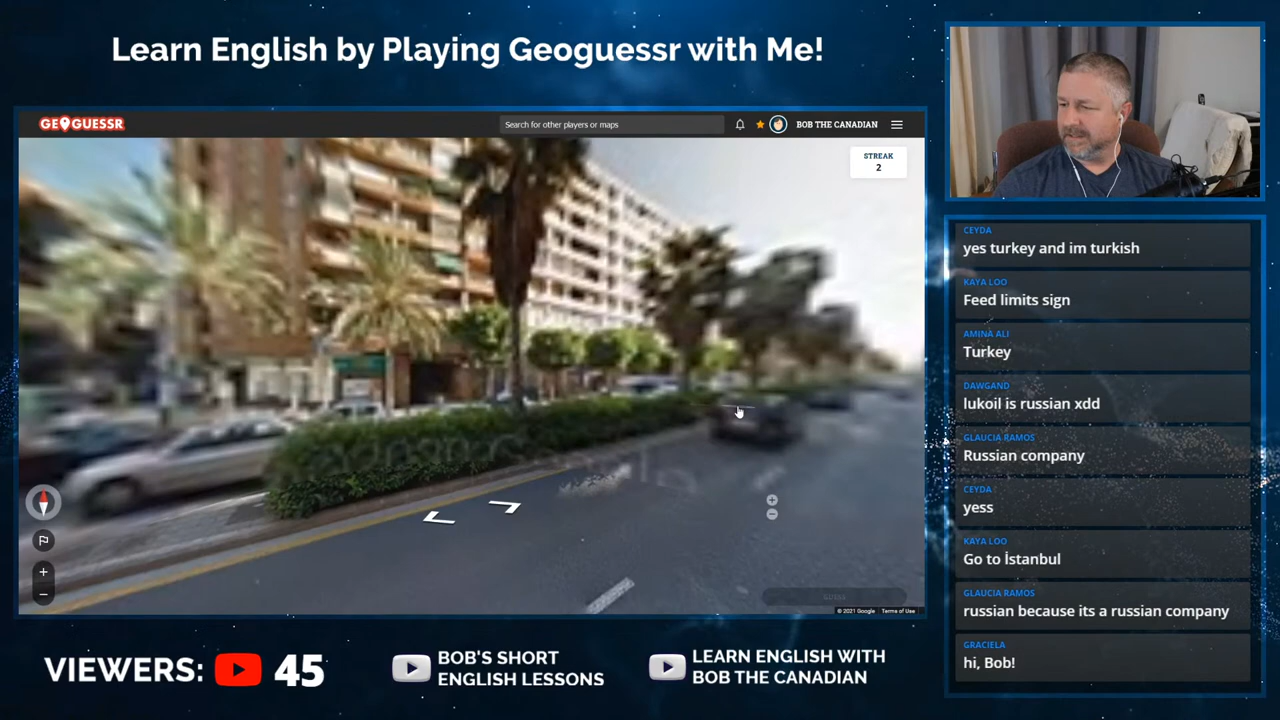 Learn English by Playing Geoguessr with Me!
GEOGUESSR
Search for other players or maps
BOB THE CANADIAN
STREAK
2
© 2021 Google
Terms of Use
CEYDA
yes turkey and im turkish
KAYA LOO
Feed limits sign
AMINA ALI
Turkey
DAWGAND
lukoil is russian xdd
GLAUCIA RAMOS
Russian company
CEYDA
yess
KAYA LOO
Go to İstanbul
GLAUCIA RAMOS
russian because its a russian company
GRACIELA
hi, Bob!
VIEWERS:
45
BOB'S SHORT
ENGLISH LESSONS
LEARN ENGLISH WITH
BOB THE CANADIAN